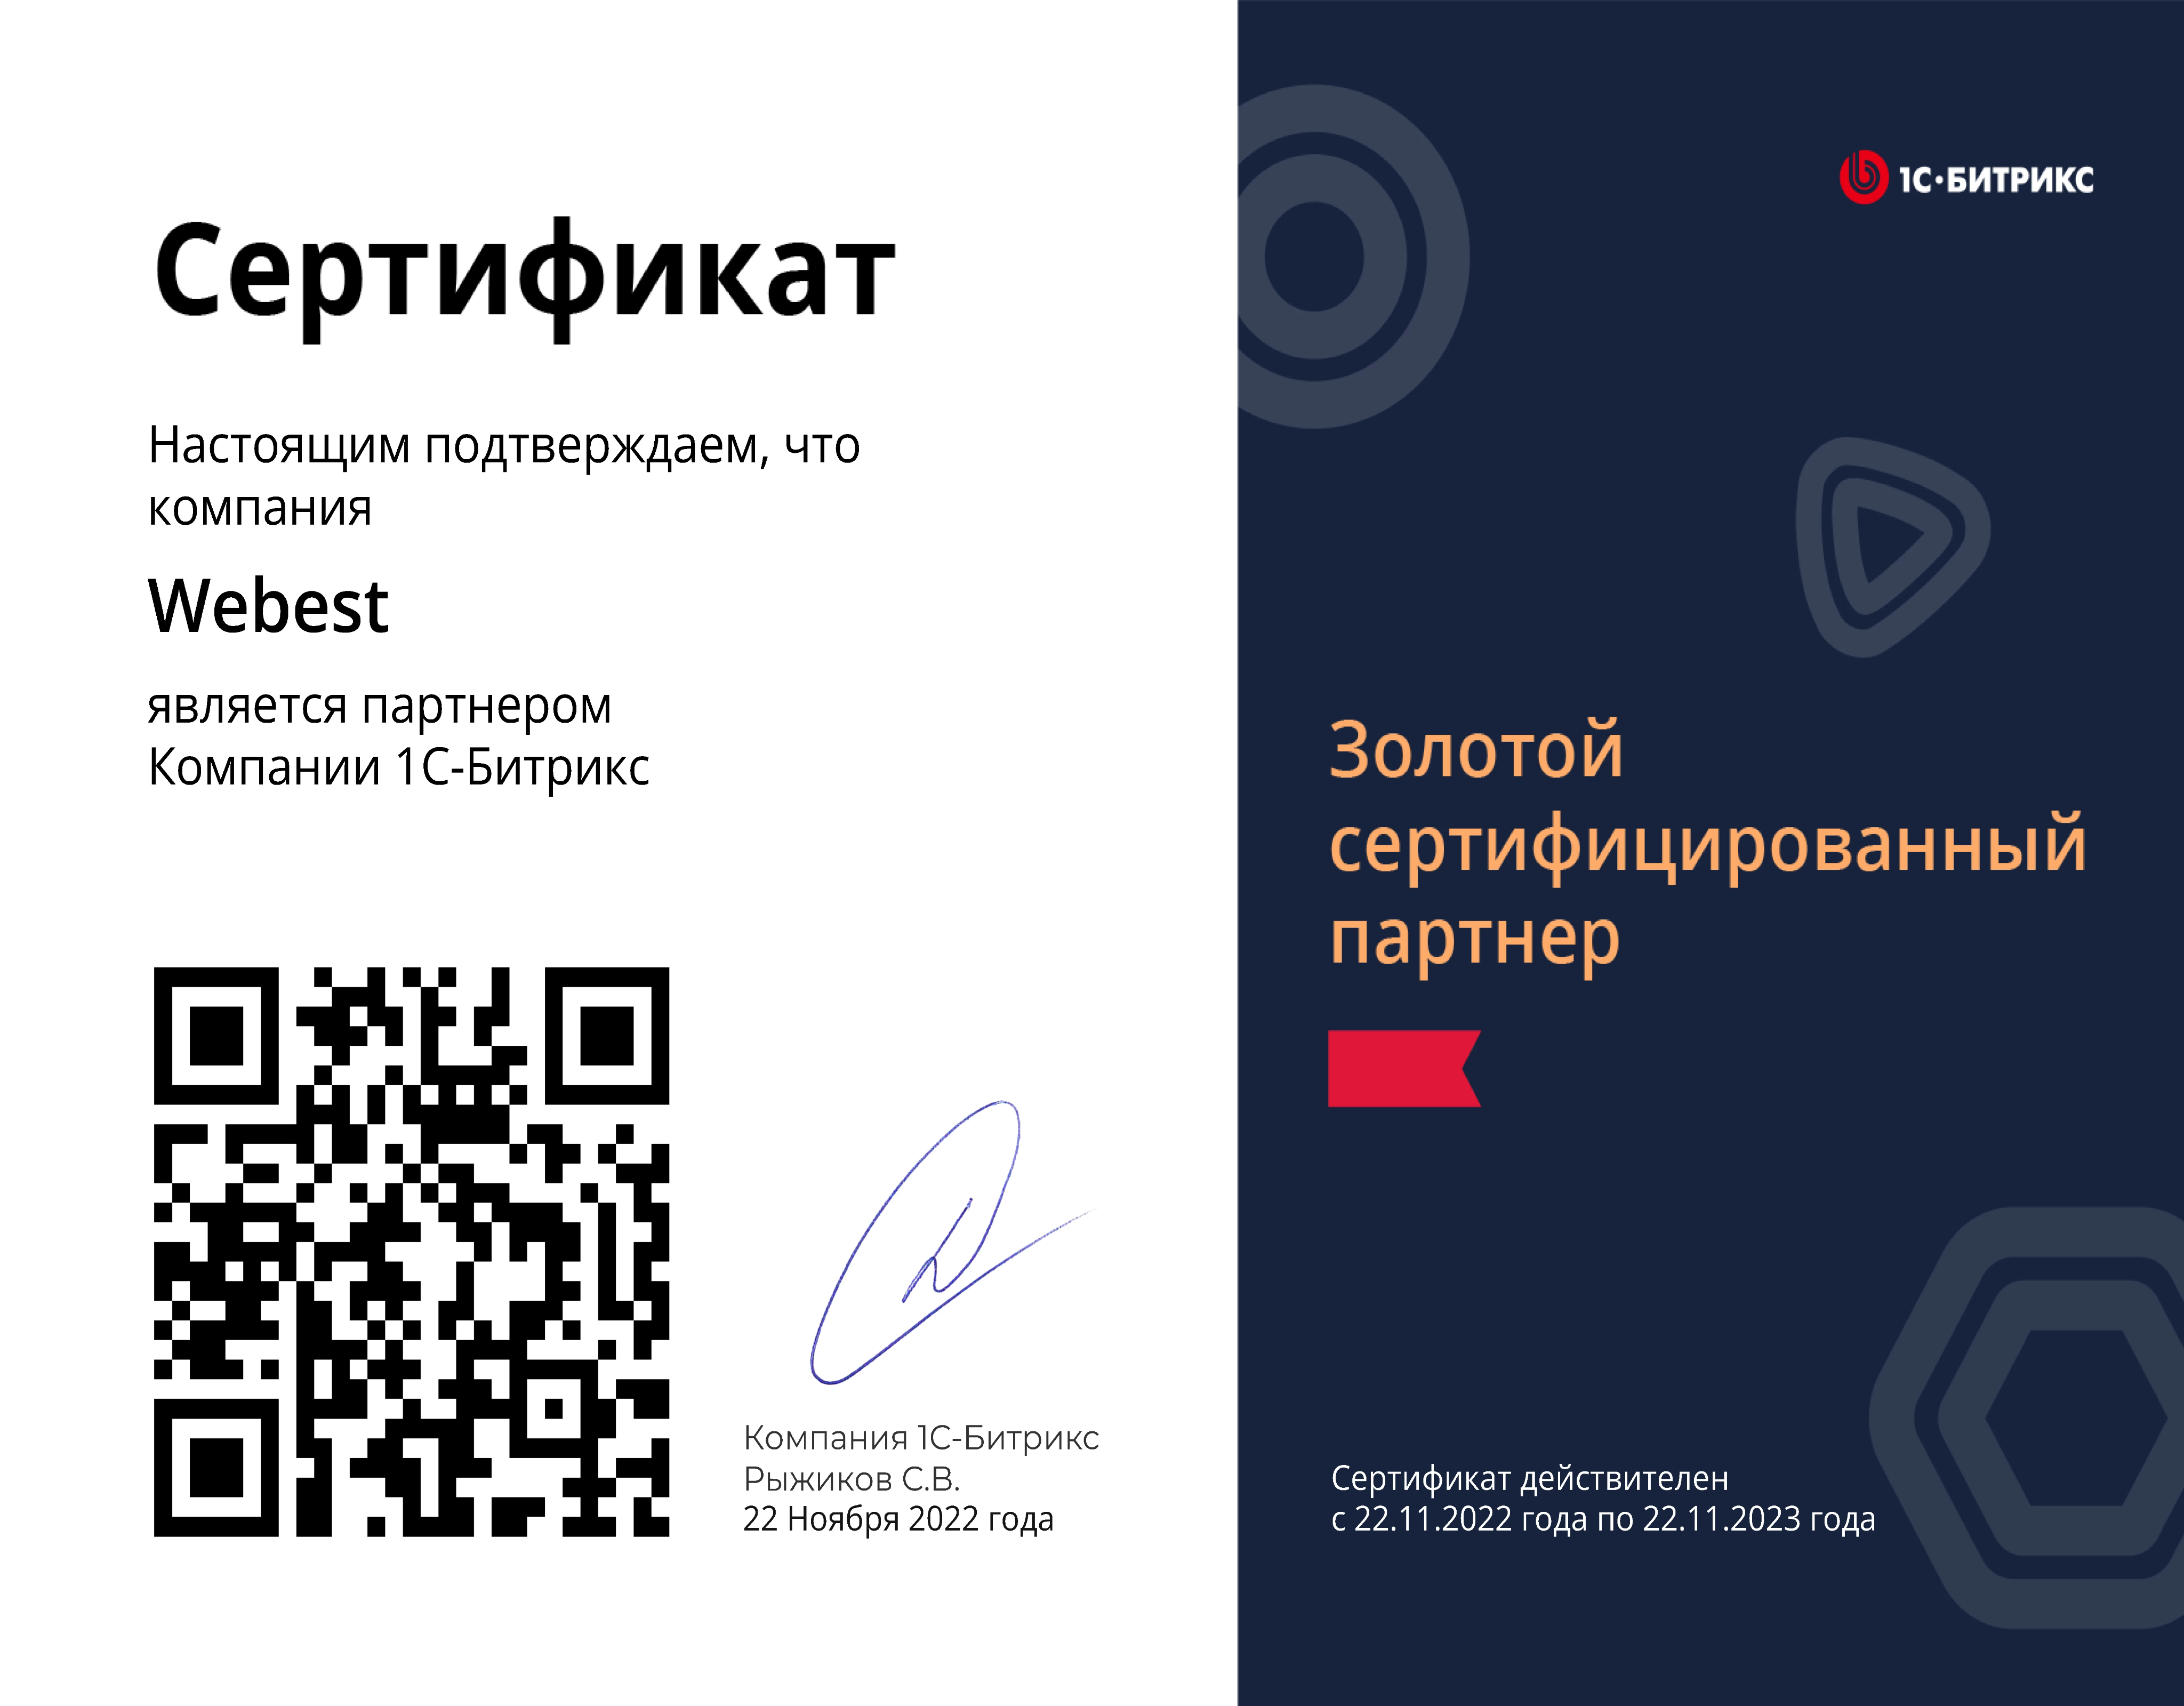 Сертификат
Настоящим подтверждаем, что
компания
Webest
является партнером
Компании 1С-Битрикс
Компания 1С-Битрикс
Рыжиков С.В.
22 Ноября 2022 года
1С·БИТРИКС
Золотой
сертифицированный
партнер
Сертификат действителен
с 22.11.2022 года по 22.11.2023 года